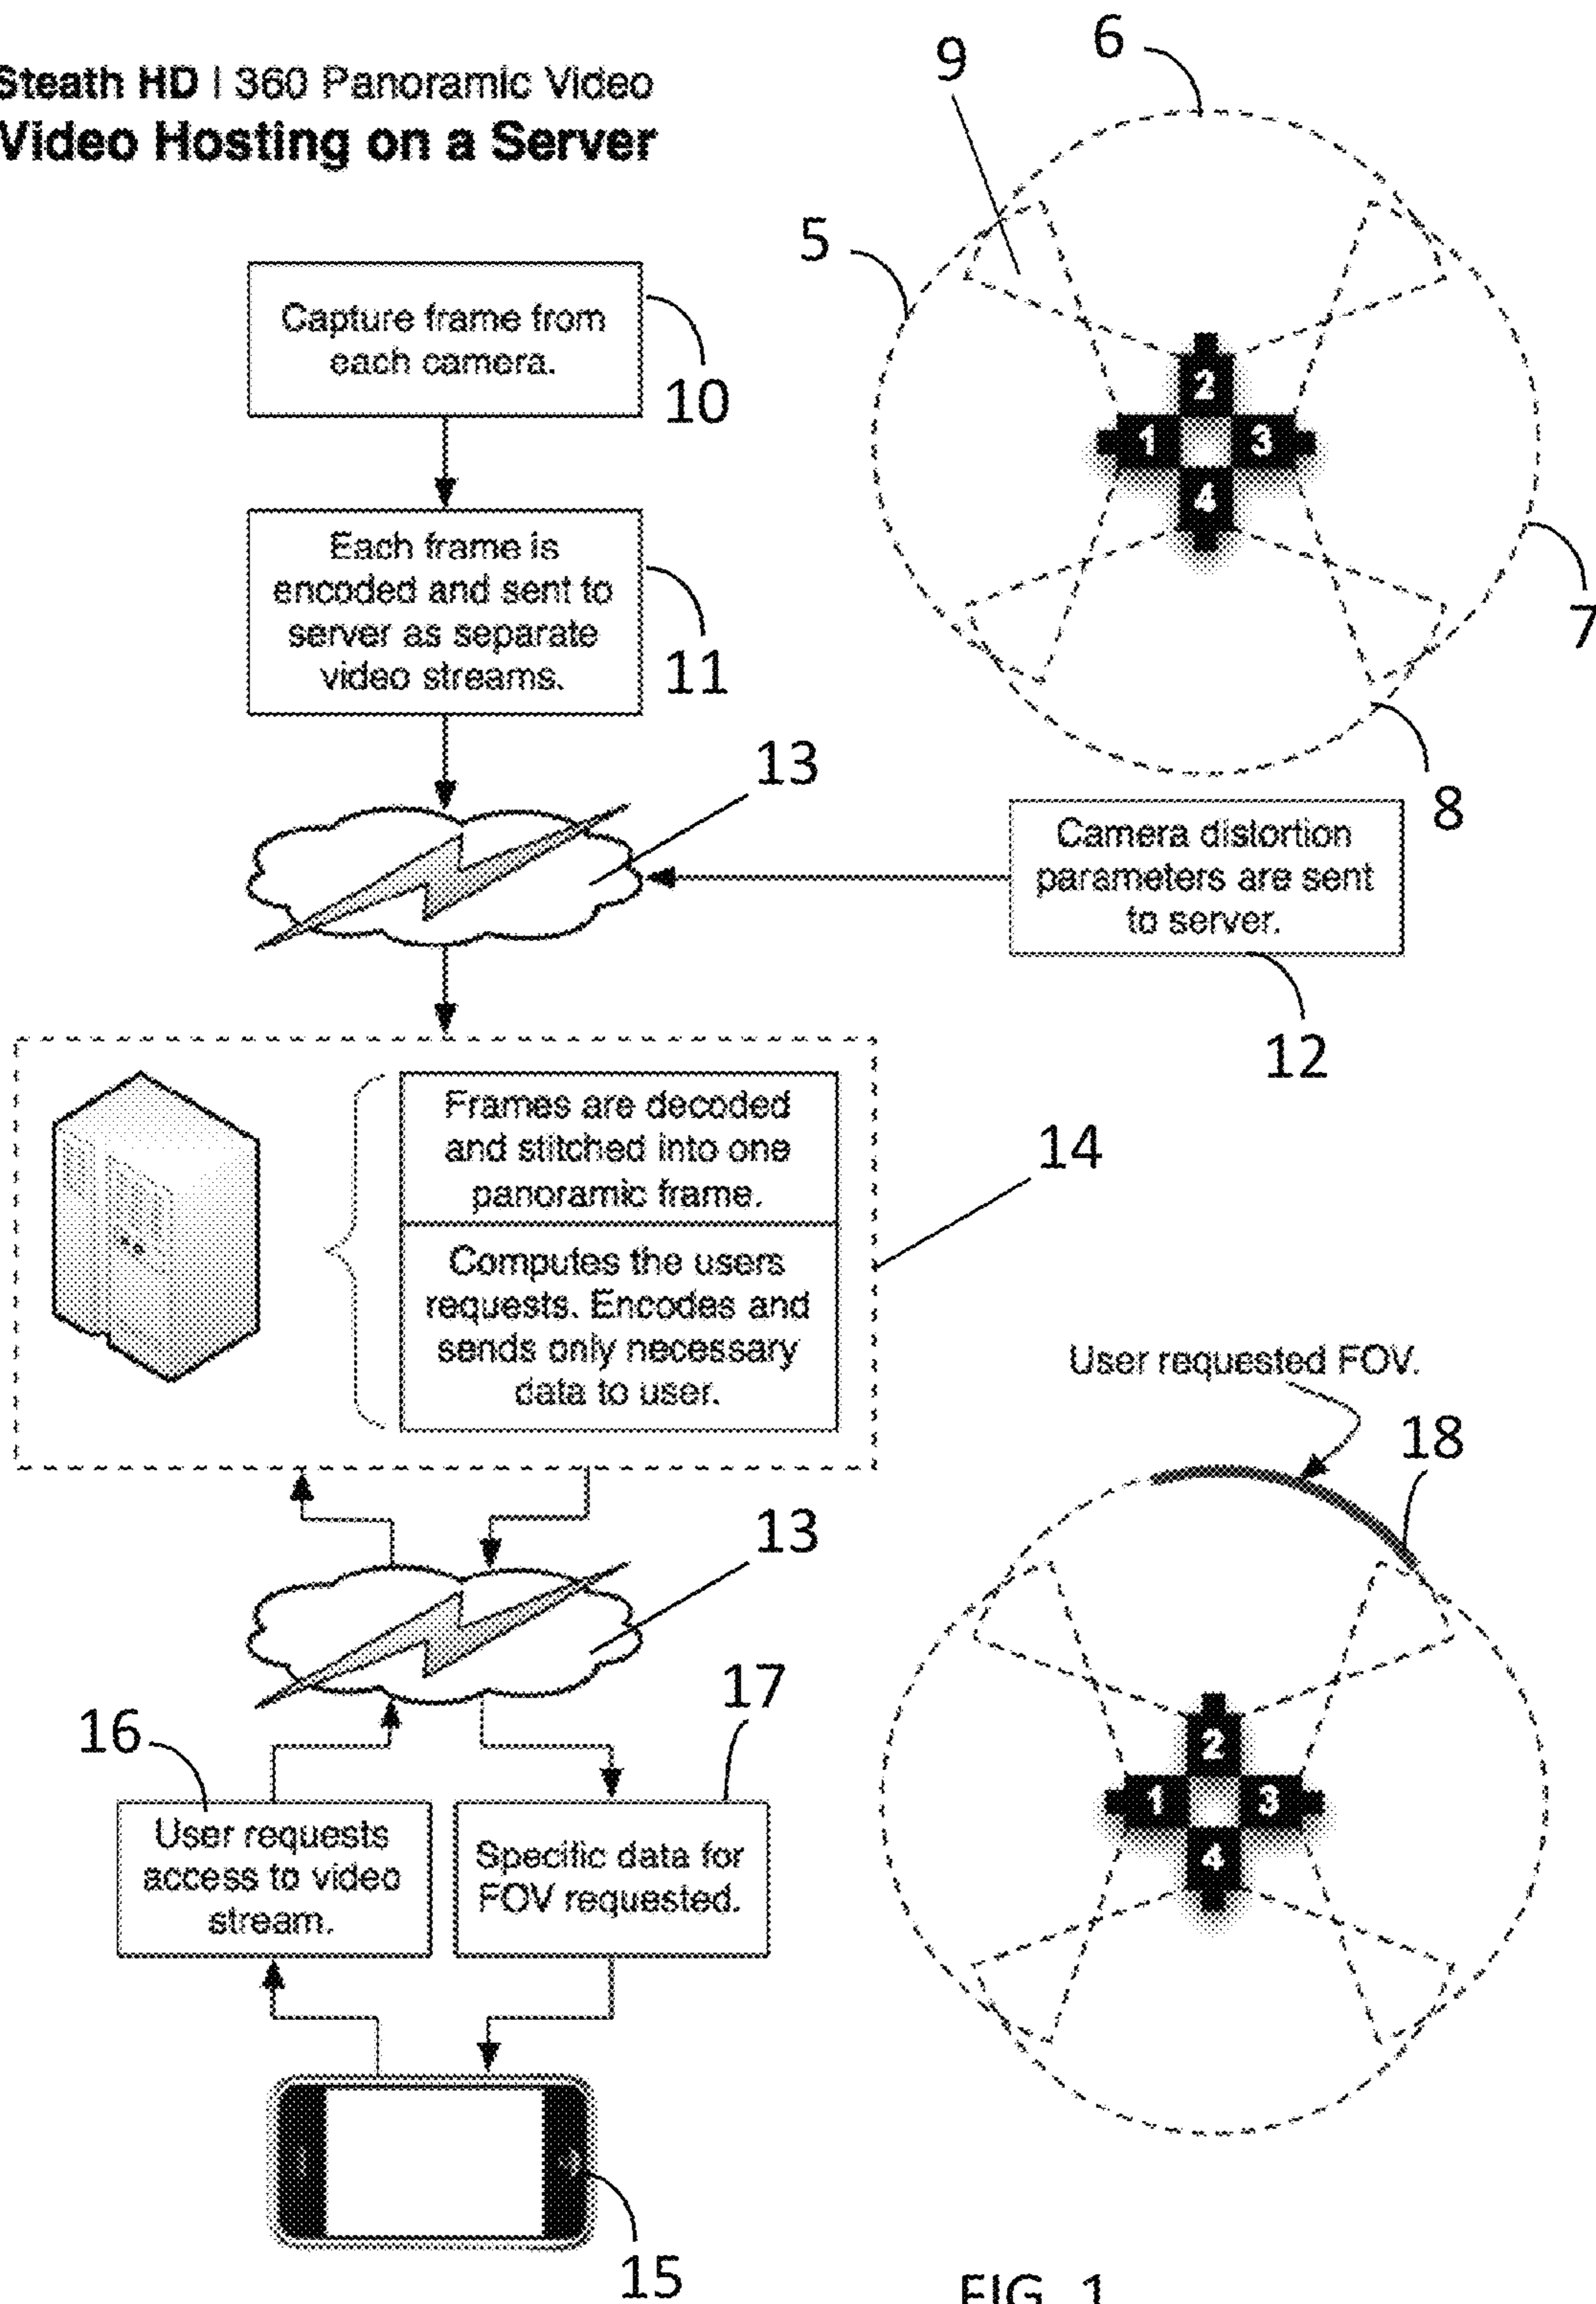 Steath HD | 360 Panoramic Video
Video Hosting on a Server
9
6
5
Capture frame from
each camera.
10
2
1
3
4
Each frame is
encoded and sent to
server as separate
video streams.
11
7
13
8
Camera distortion
parameters are sent
to server.
12
Frames are decoded
and stitched into one
panoramic frame.
14
Computes the users
requests. Encodes and
sends only necessary
data to user.
User requested FOV.
18
13
17
16
User requests
access to video
stream.
Specific data for
FOV requested.
2
1
3
4
15
FIG. 1